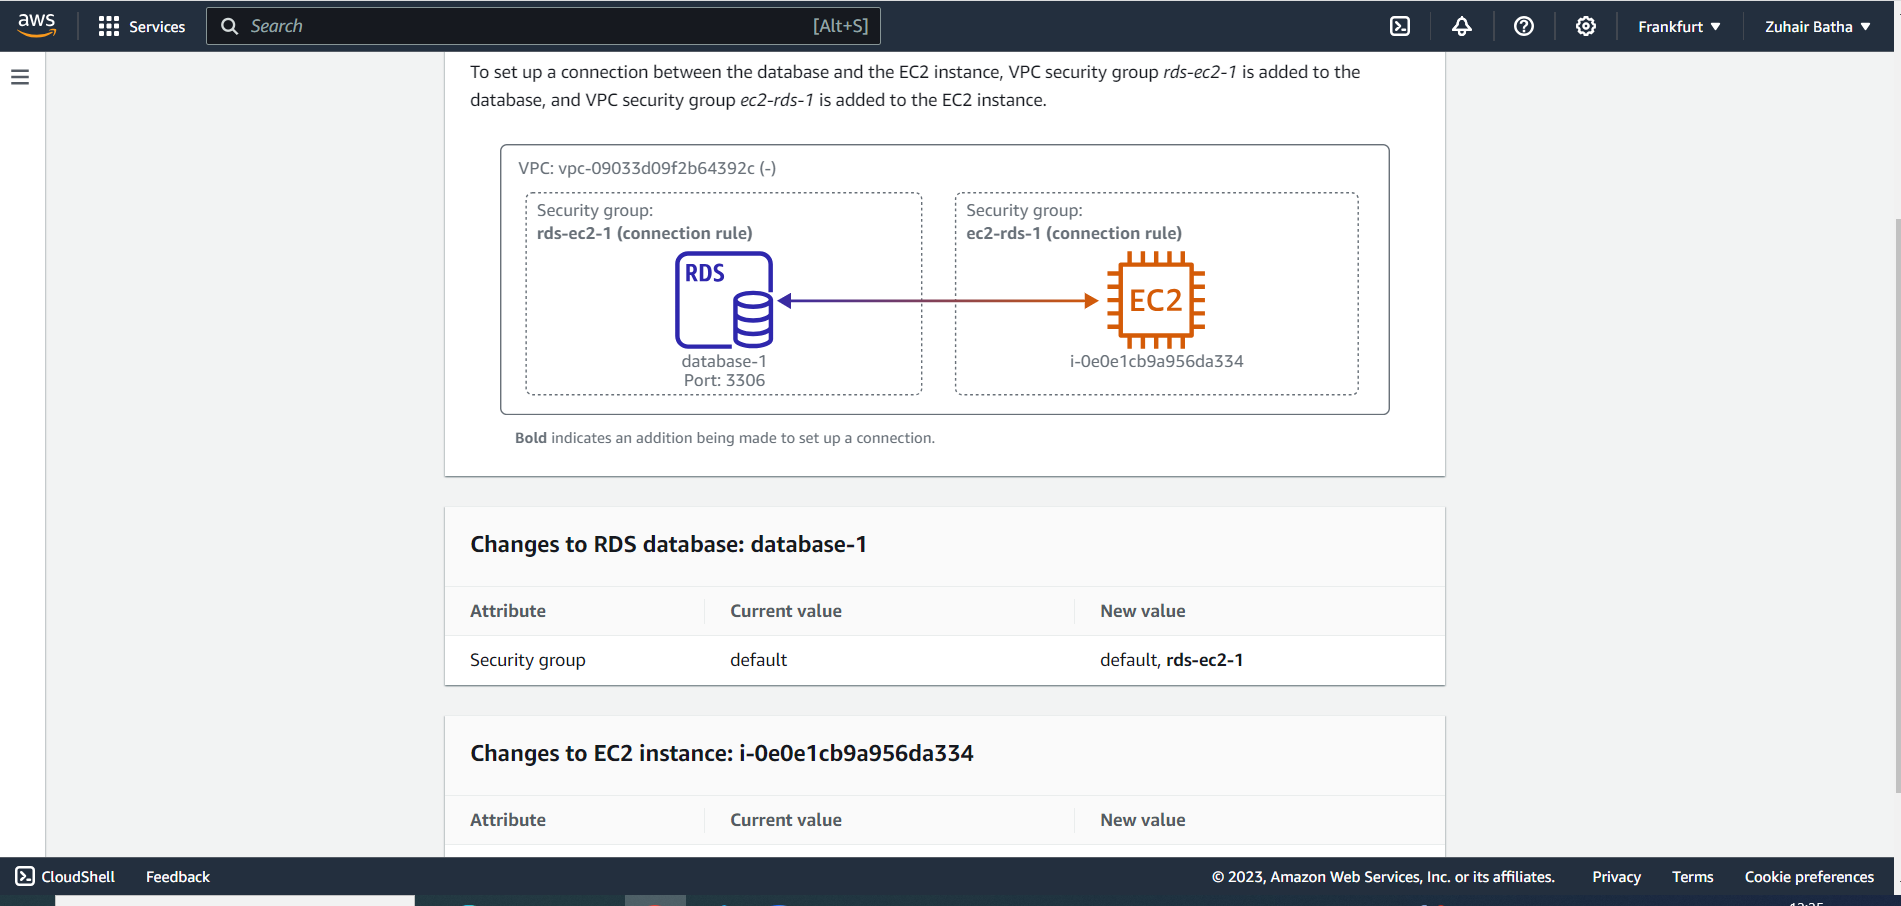 aws
Services
Search
[Alt+S]
Frankfurt
Zuhair Batha
To set up a connection between the database and the EC2 instance, VPC security group rds-ec2-1 is added to the
database, and VPC security group ec2-rds-1 is added to the EC2 instance.
VPC: vpc-09033d09f2b64392c (-)
Security group:
rds-ec2-1 (connection rule)
RDS
database-1
Port: 3306
Security group:
ec2-rds-1 (connection rule)
EC2
i-0e0e1cb9a956da334
Bold indicates an addition being made to set up a connection.
Changes to RDS database: database-1
Attribute
Current value
New value
Security group
default
default, rds-ec2-1
Changes to EC2 instance: i-0e0e1cb9a956da334
Attribute
Current value
New value
CloudShell
Feedback
© 2023, Amazon Web Services, Inc. or its affiliates.
Privacy
Terms
Cookie preferences